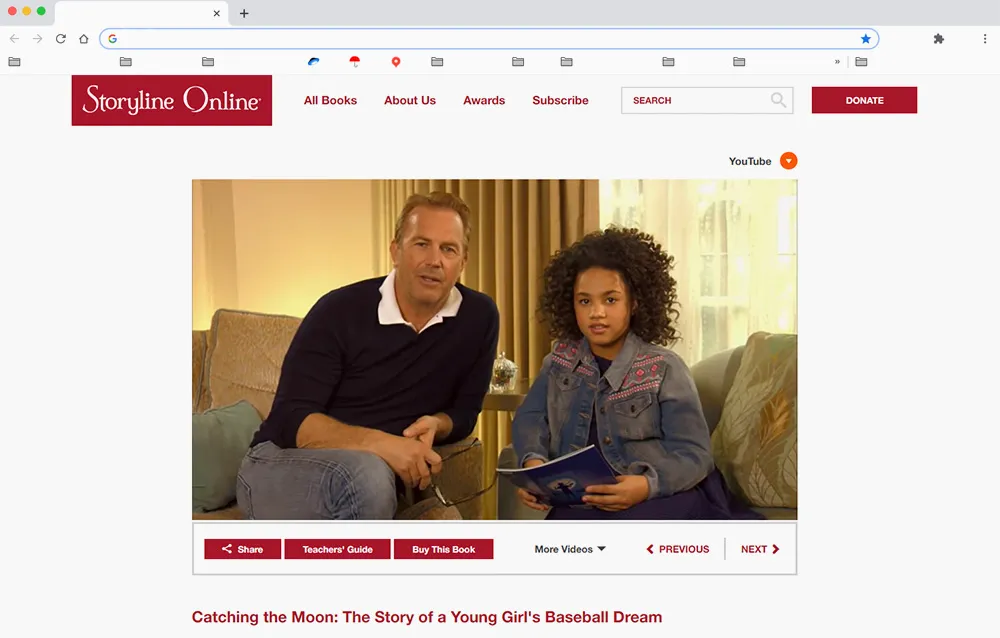 Storyline Online
All Books
About Us
Awards
Subscribe
SEARCH
DONATE
YouTube
Share
Teachers' Guide
Buy This Book
More Videos
PREVIOUS
NEXT
Catching the Moon: The Story of a Young Girl's Baseball Dream